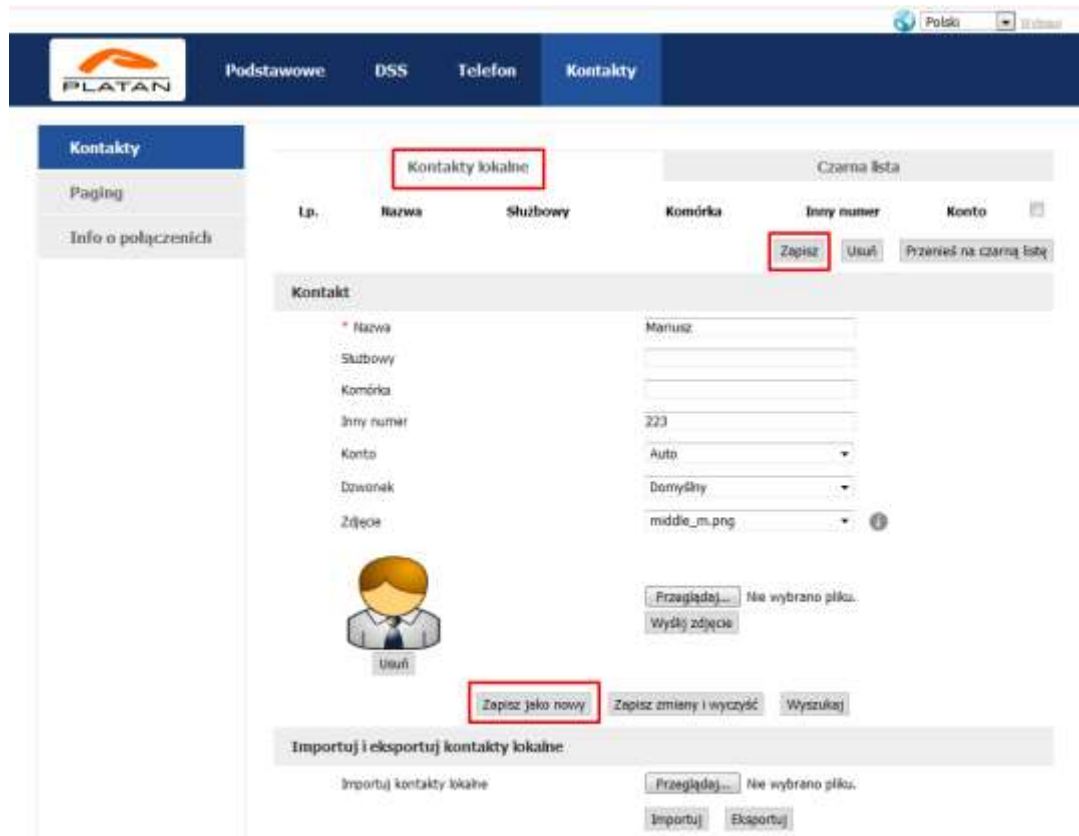 Polski
PLATAN
Podstawowe DSS Telefon Kontakty
Kontakty
Paging
Info o połączenich
Kontakty lokalne Czarna lista
Lp. Nazwa Służbowy Komórka Inny numer Konto
Zapisz Usuń Przenieś na czarną listę
Kontakt
* Nazwa Mariusz
Służbowy
Komórka
Inny numer 223
Konto Auto
Dzwonek Domyślny
Zdjęcie middle_m.png
Przeglądaj... Nie wybrano pliku.
Wyślij zdjęcie
Usuń
Zapisz jako nowy Zapisz zmiany i wyczyść Wyszukaj
Importuj i eksportuj kontakty lokalne
Importuj kontakty lokalne Przeglądaj... Nie wybrano pliku.
Importuj Eksportuj